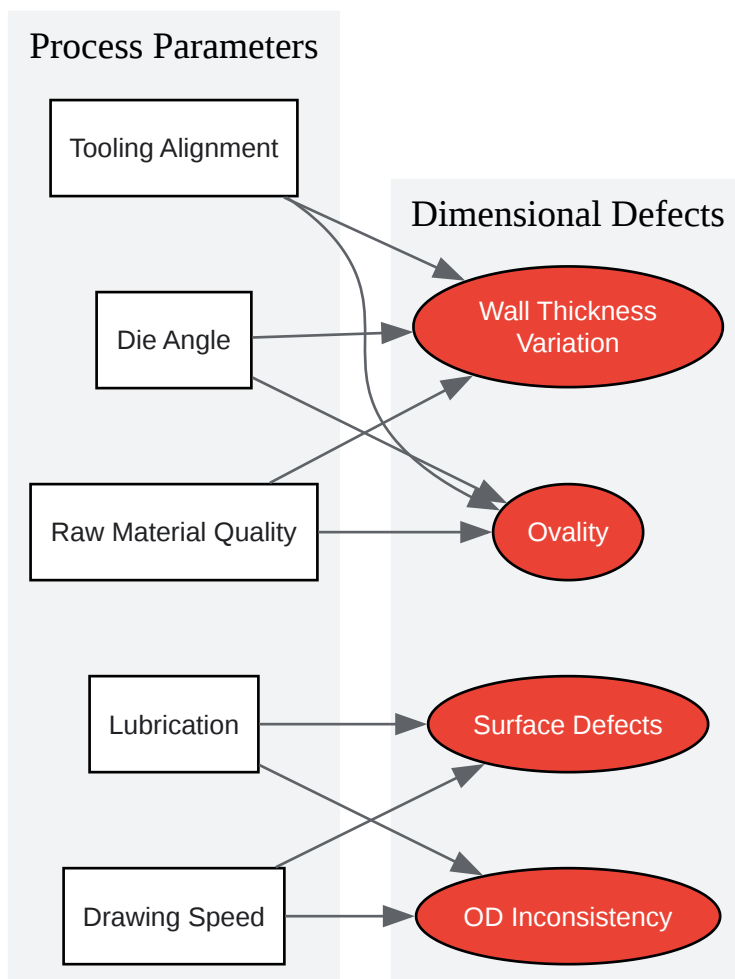 Process Parameters
Tooling Alignment
Die Angle
Raw Material Quality
Lubrication
Drawing Speed
Dimensional Defects
Wall Thickness
Variation
Ovality
Surface Defects
OD Inconsistency